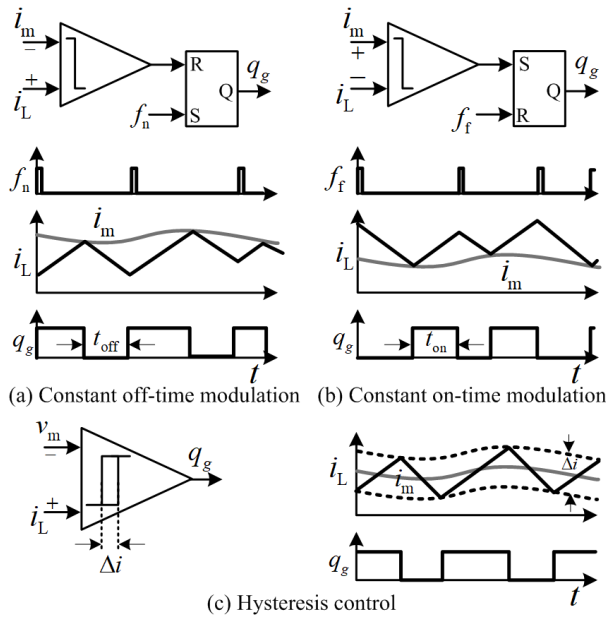 i_m
−
+
i_L
R
S
Q
q_g
f_n
f_n
i_m
i_L
q_g
t_off
t
(a) Constant off-time modulation
i_m
+
−
i_L
S
R
Q
q_g
f_f
f_f
i_L
i_m
q_g
t_on
t
(b) Constant on-time modulation
v_m
−
i_L
+
q_g
Δi
i_L
i_m
Δi
q_g
t
(c) Hysteresis control